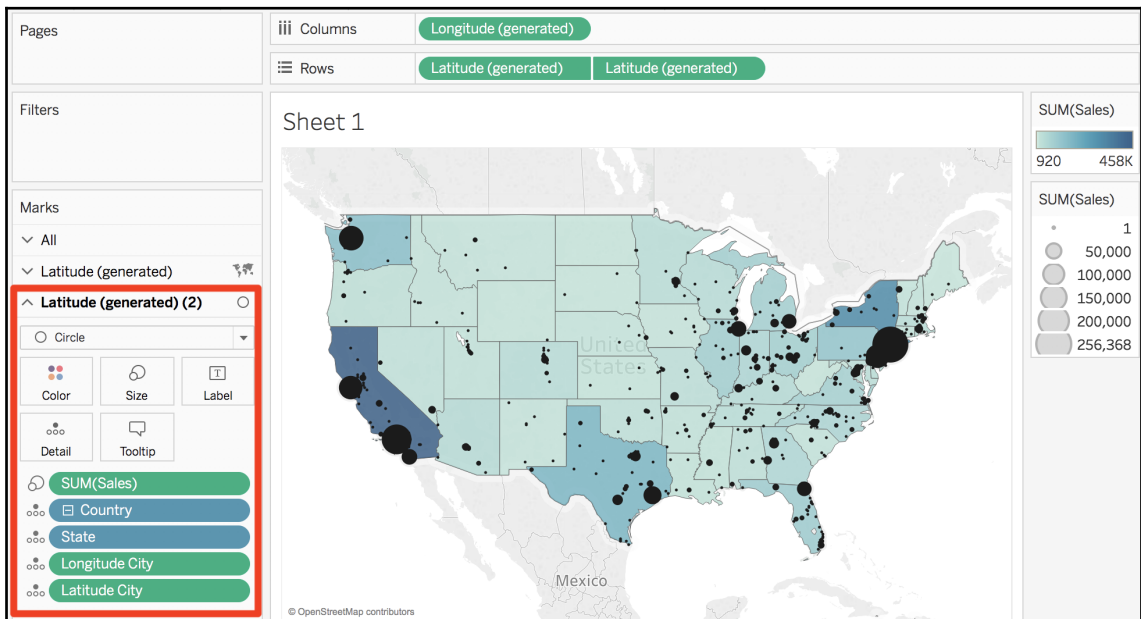 Pages
Columns
Longitude (generated)
Rows
Latitude (generated)
Latitude (generated)
Filters
Sheet 1
Marks
All
Latitude (generated)
Latitude (generated) (2)
Circle
Color
Size
T
Label
Detail
Tooltip
SUM(Sales)
Country
State
Longitude City
Latitude City
United
States
Mexico
© OpenStreetMap contributors
SUM(Sales)
920
458K
SUM(Sales)
1
50,000
100,000
150,000
200,000
256,368